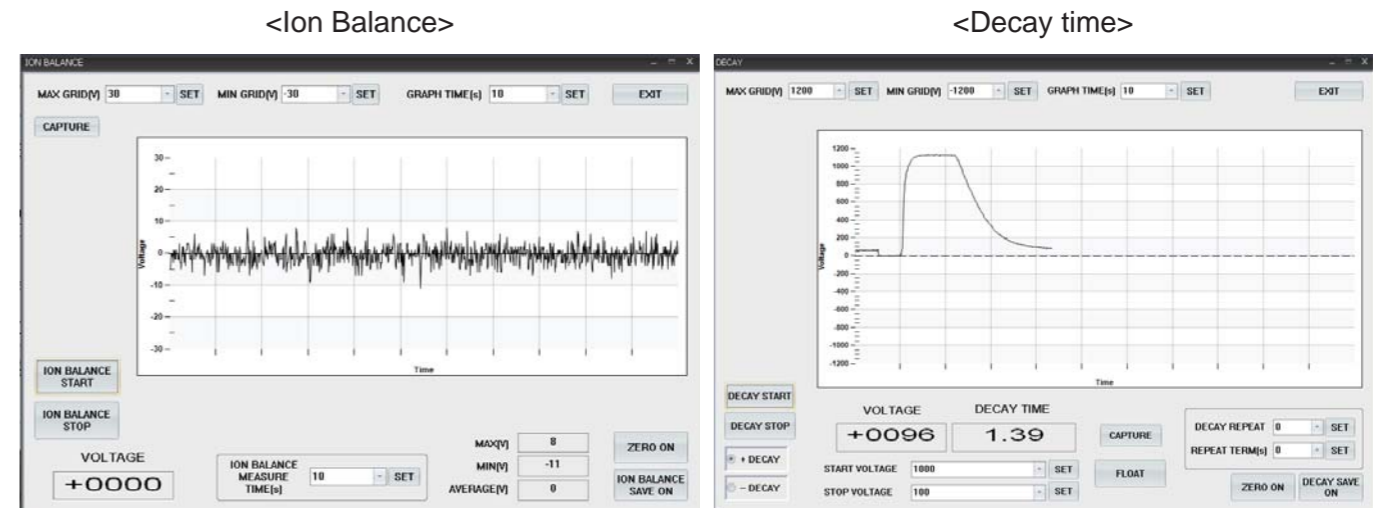 <Ion Balance>
<Decay time>
ION BALANCE
MAX GRID[V] 30 SET MIN GRID[V] -30 SET GRAPH TIME[s] 10 SET EXIT
CAPTURE
30
20
10
0
-10
-20
-30
Voltage
Time
ION BALANCE
START
ION BALANCE
STOP
VOLTAGE
+0000
ION BALANCE
MEASURE
TIME[s]
10 SET
MAX[V] 8
MIN[V] -11
AVERAGE[V] 0
ZERO ON
ION BALANCE
SAVE ON
DECAY
MAX GRID[V] 1200 SET MIN GRID[V] -1200 SET GRAPH TIME[s] 10 SET EXIT
1200
1000
800
600
400
200
0
-200
-400
-600
-800
-1000
-1200
Voltage
Time
DECAY START
DECAY STOP
+ DECAY
- DECAY
VOLTAGE
+0096
DECAY TIME
1.39
START VOLTAGE 1000 SET
STOP VOLTAGE 100 SET
CAPTURE
FLOAT
DECAY REPEAT 0 SET
REPEAT TERM[s] 0 SET
ZERO ON
DECAY SAVE
ON